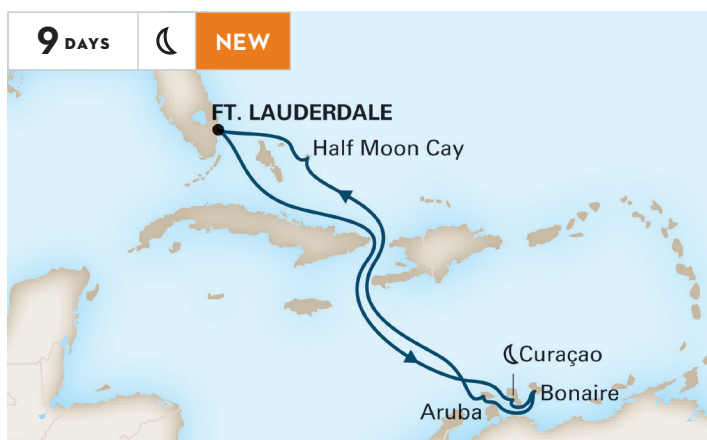 9 DAYS
NEW
FT. LAUDERDALE
Half Moon Cay
Curaçao
Bonaire
Aruba